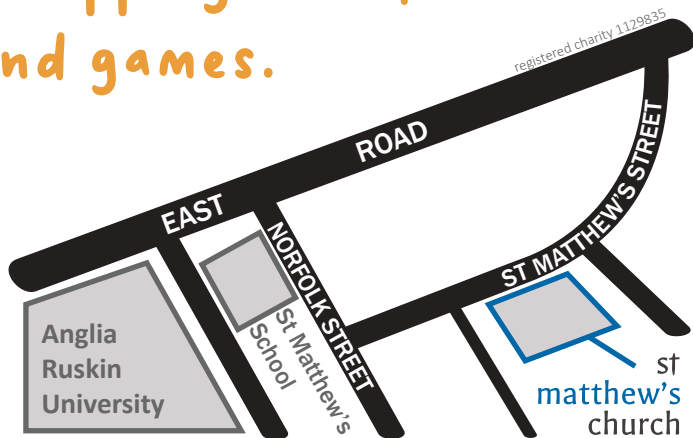 nd games.
registered charity 1129835
EAST ROAD
ST MATTHEW'S STREET
NORFOLK STREET
St Matthew's
School
Anglia
Ruskin
University
st
matthew's
church